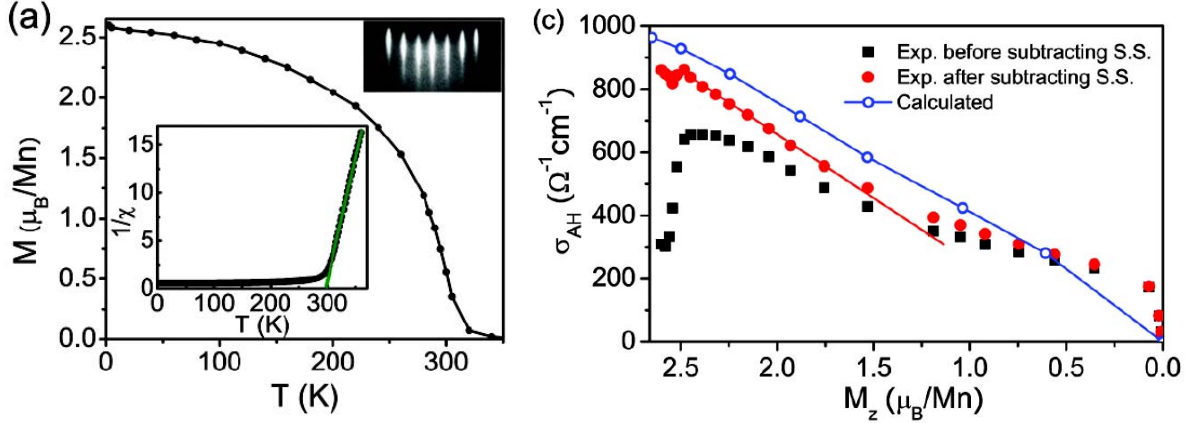 (a)
2.5
2.0
1.5
1.0
0.5
0.0
M (μB/Mn)
0 100 200 300
T (K)
15
10
5
0
1/χ
0 100 200 300
T (K)
(c)
1000
800
600
400
200
0
σAH (Ω⁻¹cm⁻¹)
Exp. before subtracting S.S.
Exp. after subtracting S.S.
Calculated
2.5 2.0 1.5 1.0 0.5 0.0
Mz (μB/Mn)